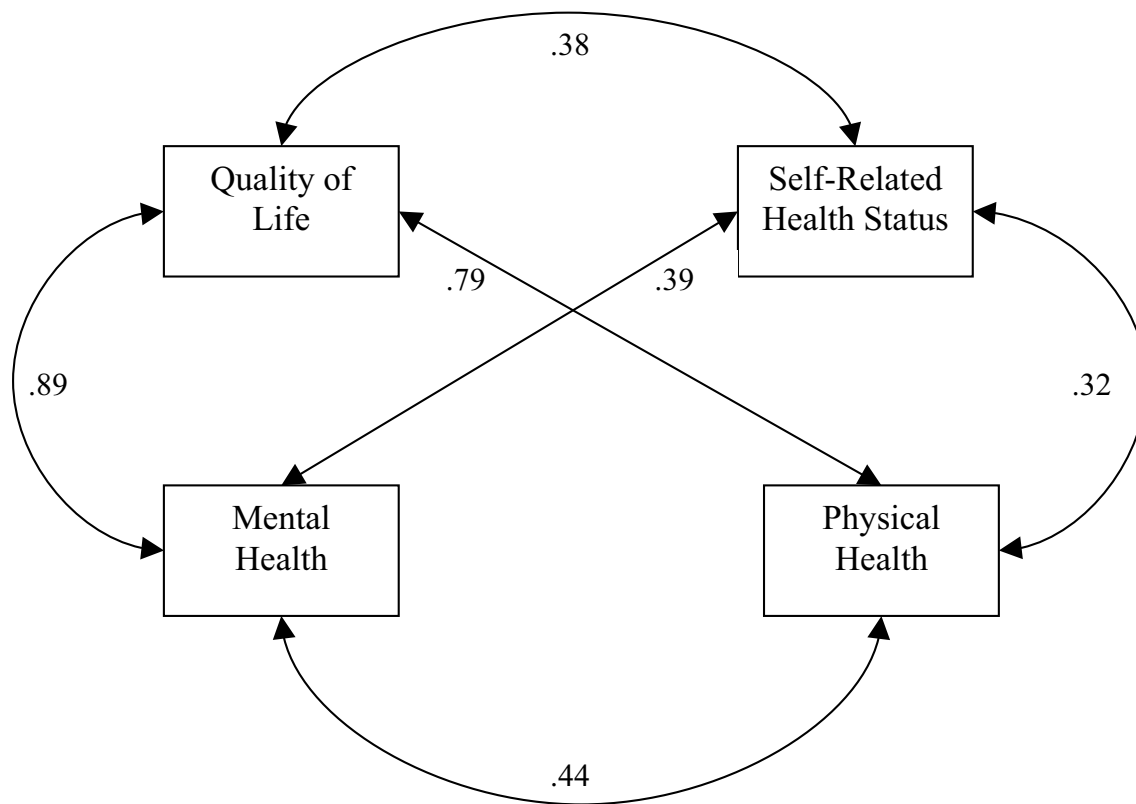 .38
Quality of
Life
Self-Related
Health Status
.79
.39
.89
.32
Mental
Health
Physical
Health
.44